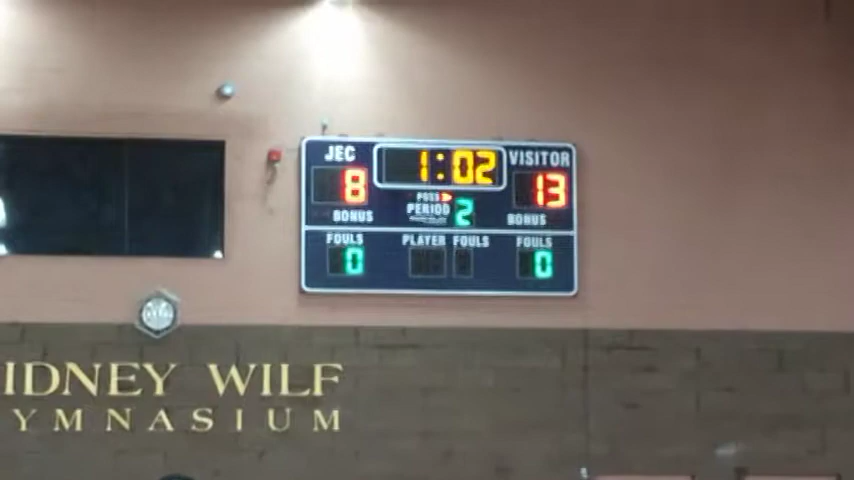 JEC 1:02 VISITOR
8 POSS 13
PERIOD 2
BONUS BONUS
FOULS PLAYER FOULS FOULS
0 0
IDNEY WILF
YMNASIUM